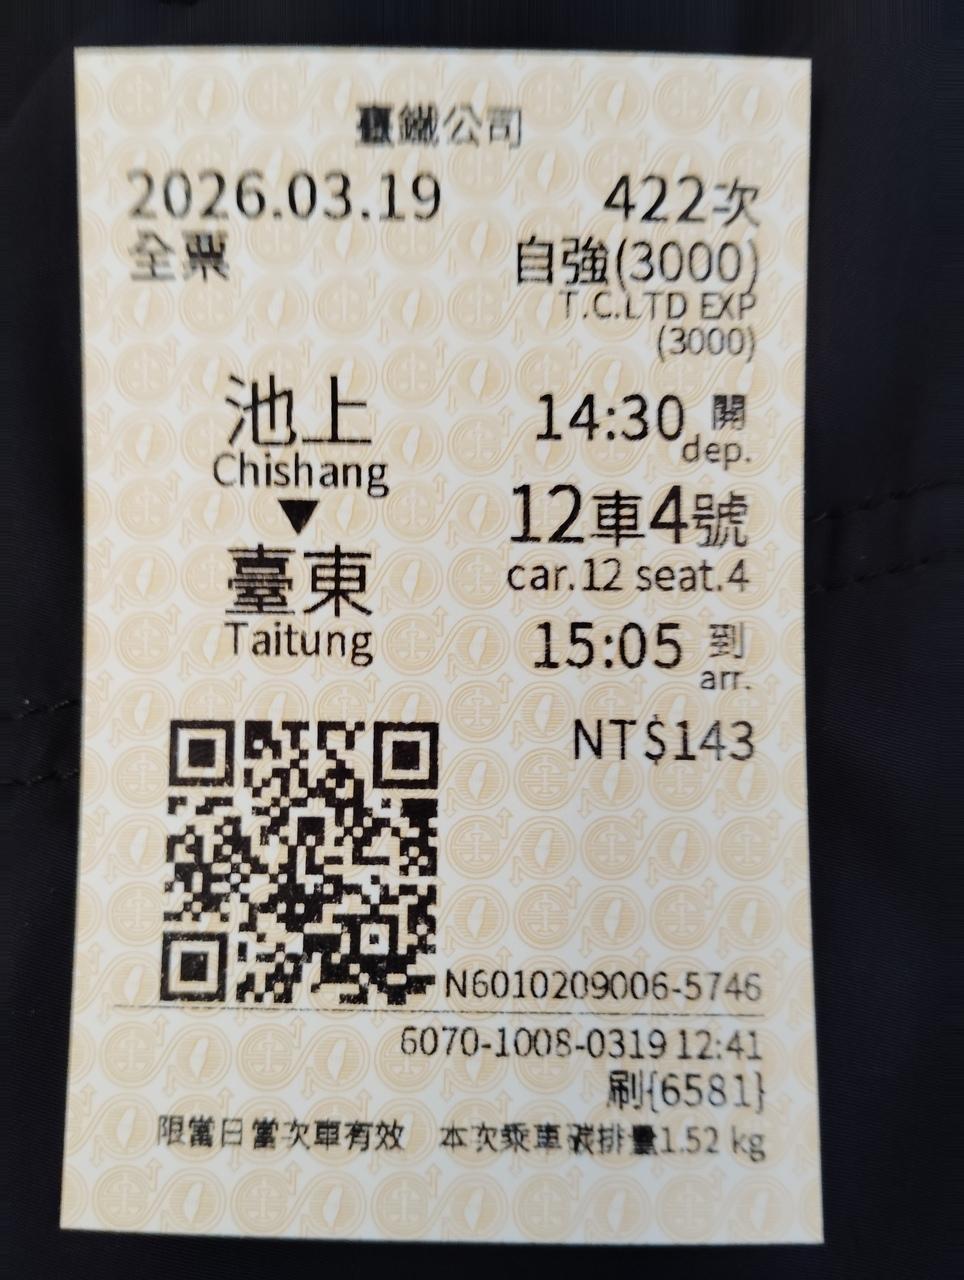 臺鐵公司
2026.03.19 422次
全票 自強(3000)
T.C.LTD EXP
(3000)
池上 14:30 開
Chishang dep.
▼ 12車4號
臺東 car.12 seat.4
Taitung 15:05 到
arr.
NT$143
N6010209006-5746
6070-1008-0319 12:41
刷{6581}
限當日當次車有效 本次乘車碳排量1.52 kg